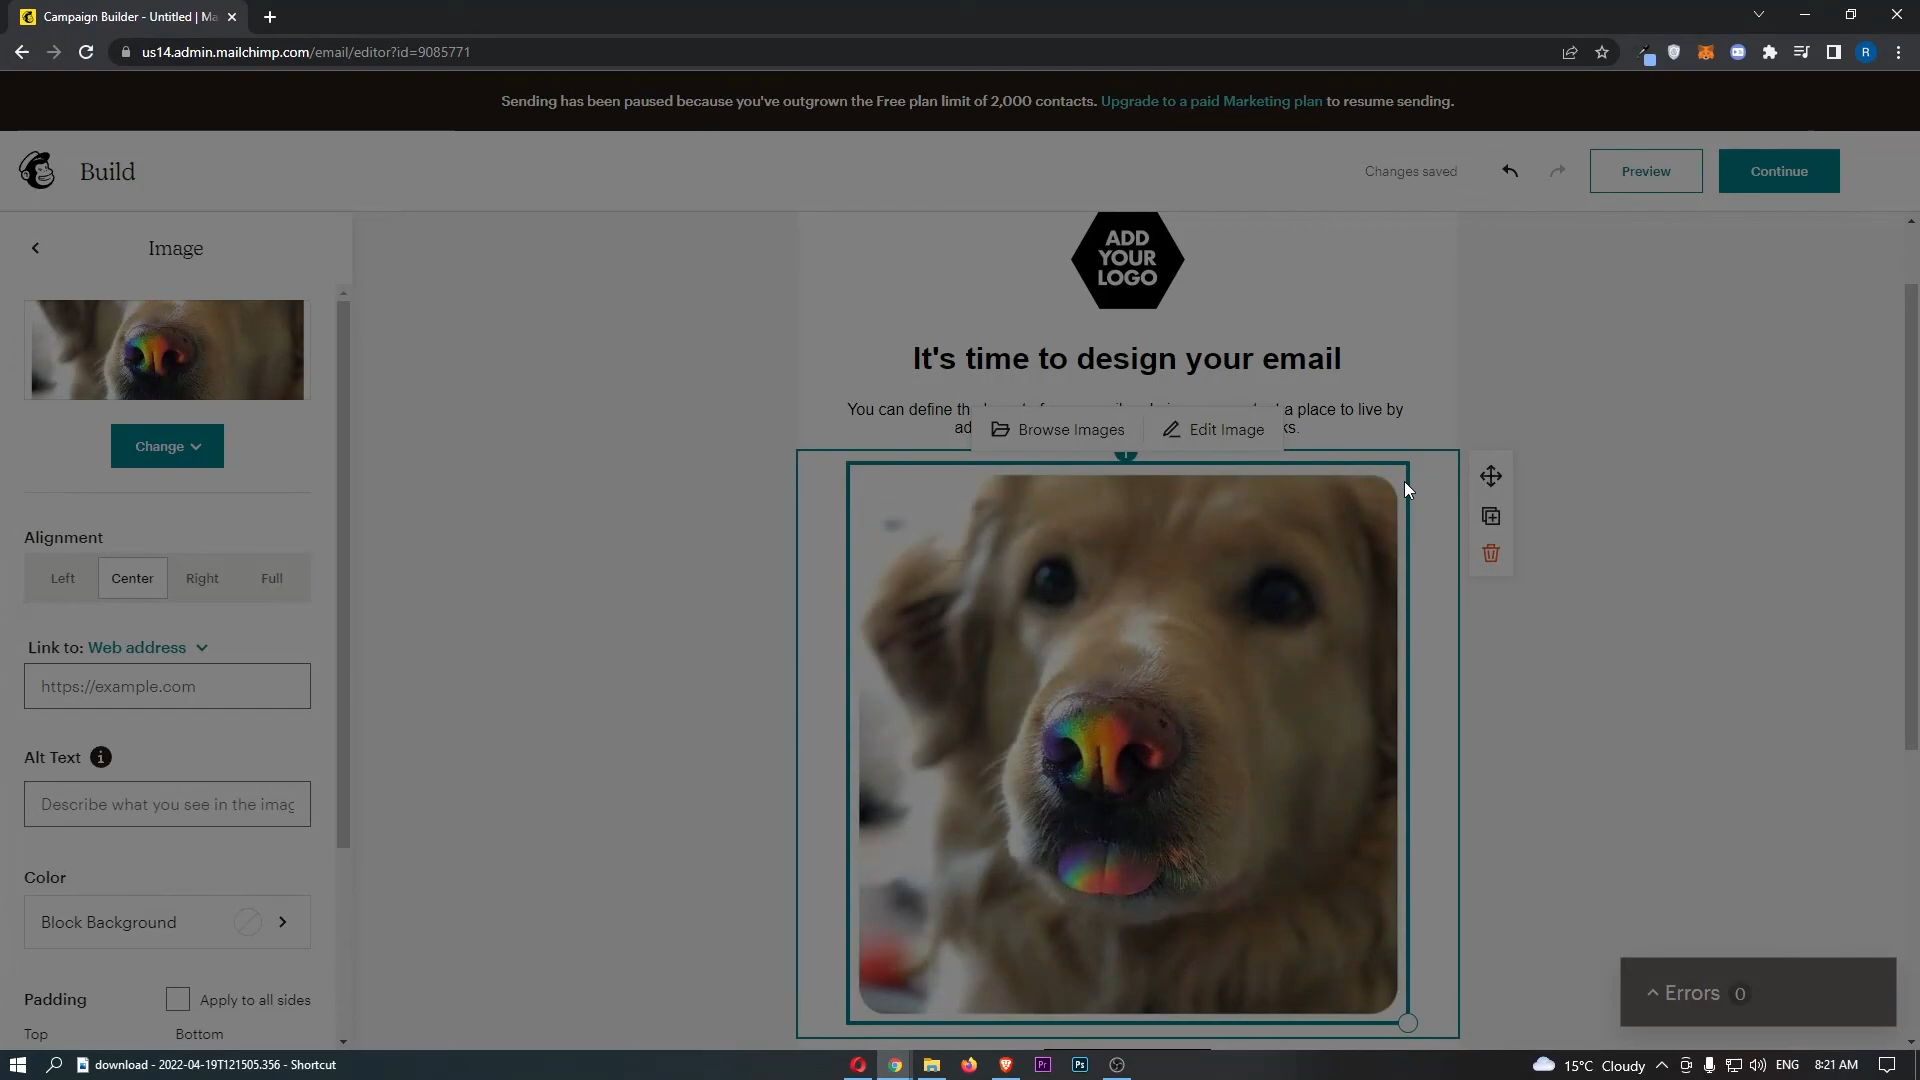 Campaign Builder - Untitled | Ma
us14.admin.mailchimp.com/email/editor?id=9085771
R
Sending has been paused because you've outgrown the Free plan limit of 2,000 contacts. Upgrade to a paid Marketing plan to resume sending.
Build
Changes saved
Preview
Continue
Image
Change
Alignment
Left
Center
Right
Full
Link to: Web address
https://example.com
Alt Text
Describe what you see in the imag
Color
Block Background
Padding
Apply to all sides
Top
Bottom
ADD
YOUR
LOGO
It's time to design your email
You can define th a place to live by
ad ks.
Browse Images
Edit Image
Errors 0
download - 2022-04-19T121505.356 - Shortcut
Pr
Ps
15°C Cloudy
ENG
8:21 AM